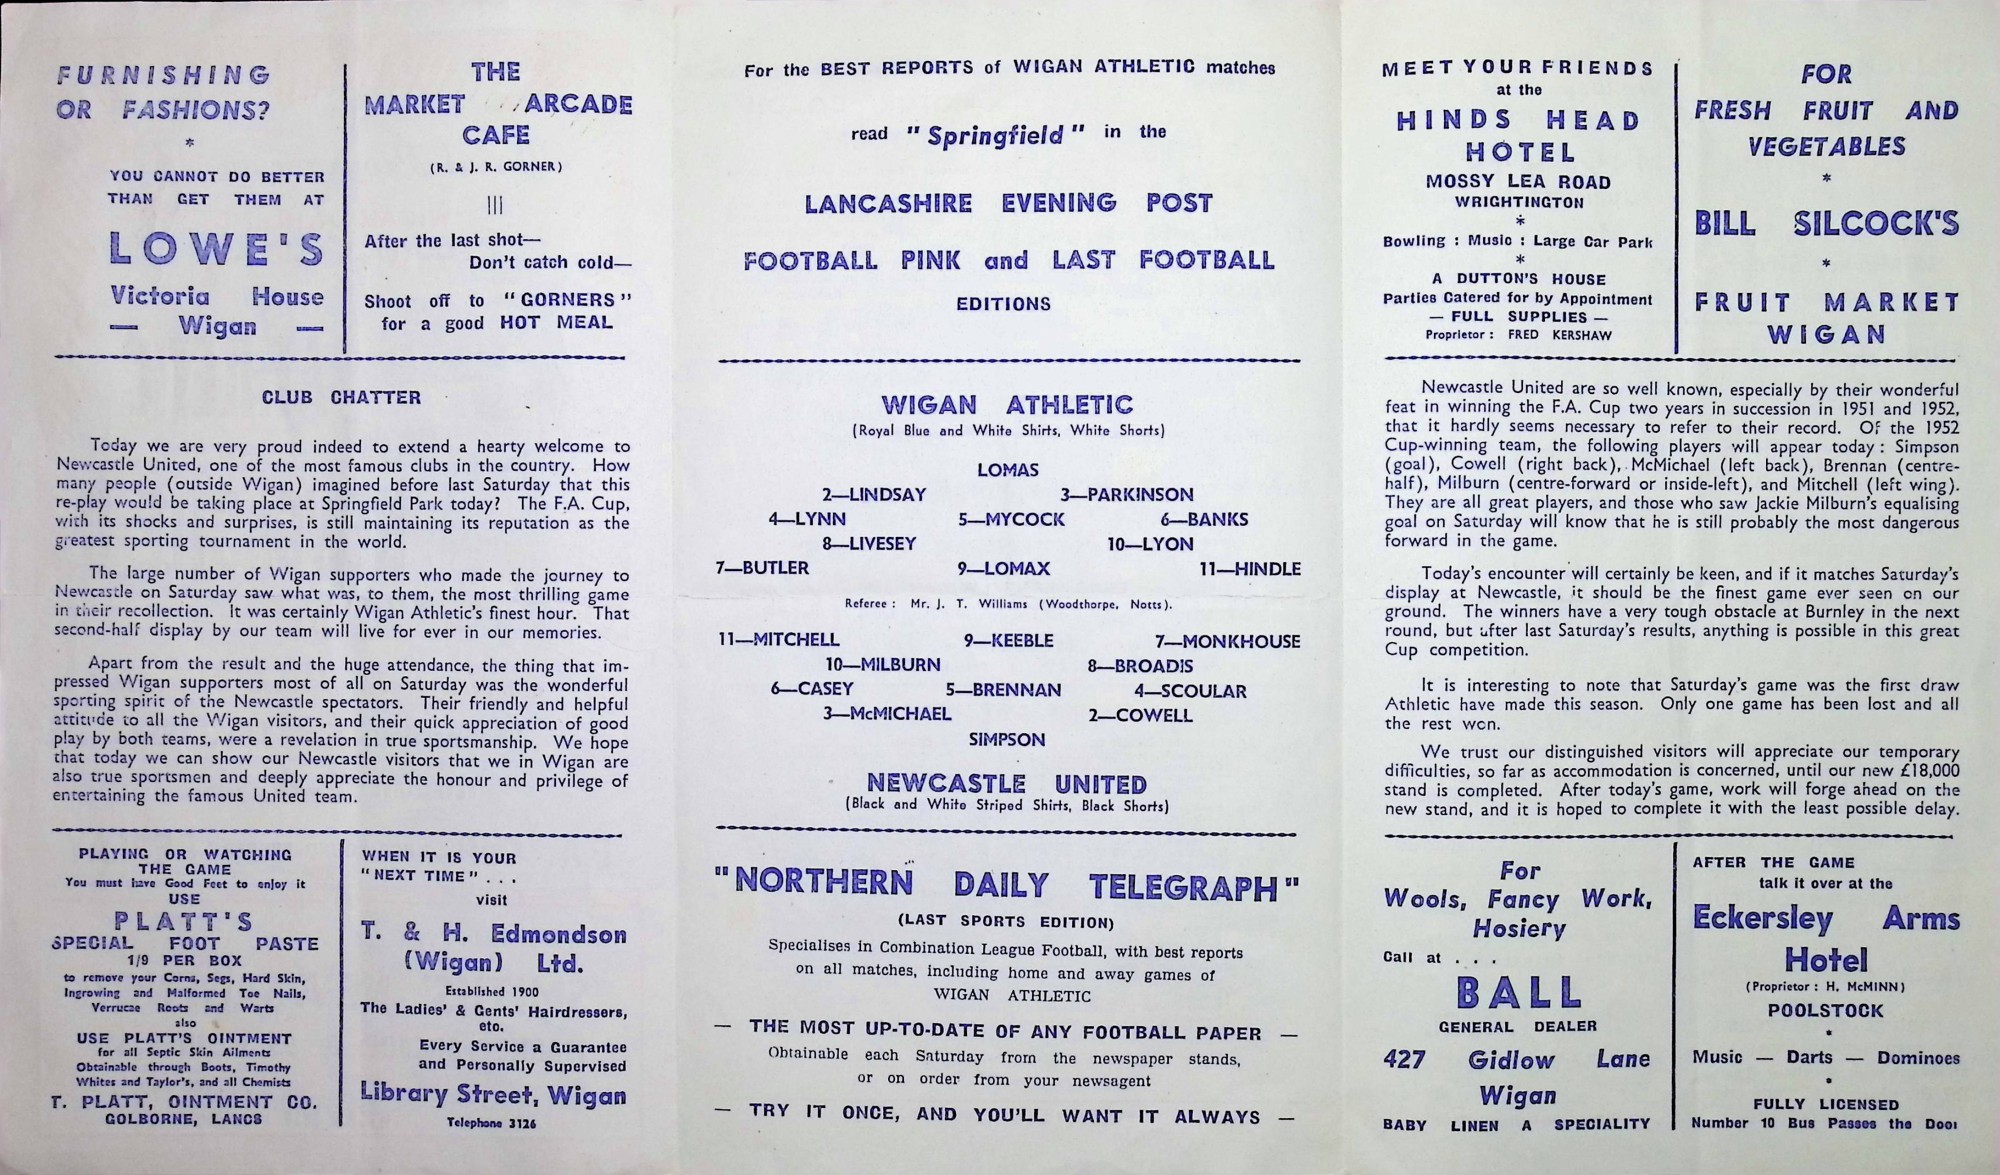 FURNISHING
OR FASHIONS?
*
YOU CANNOT DO BETTER
THAN GET THEM AT
LOWE'S
Victoria House
— Wigan —
THE
MARKET ARCADE
CAFE
(R. & J. R. GORNER)
|||
After the last shot—
Don't catch cold—
Shoot off to "GORNERS"
for a good HOT MEAL
CLUB CHATTER
Today we are very proud indeed to extend a hearty welcome to
Newcastle United, one of the most famous clubs in the country. How
many people (outside Wigan) imagined before last Saturday that this
re-play would be taking place at Springfield Park today? The F.A. Cup,
with its shocks and surprises, is still maintaining its reputation as the
greatest sporting tournament in the world.
The large number of Wigan supporters who made the journey to
Newcastle on Saturday saw what was, to them, the most thrilling game
in their recollection. It was certainly Wigan Athletic's finest hour. That
second-half display by our team will live for ever in our memories.
Apart from the result and the huge attendance, the thing that im-
pressed Wigan supporters most of all on Saturday was the wonderful
sporting spirit of the Newcastle spectators. Their friendly and helpful
attitude to all the Wigan visitors, and their quick appreciation of good
play by both teams, were a revelation in true sportsmanship. We hope
that today we can show our Newcastle visitors that we in Wigan are
also true sportsmen and deeply appreciate the honour and privilege of
entertaining the famous United team.
PLAYING OR WATCHING
THE GAME
You must have Good Feet to enjoy it
USE
PLATT'S
SPECIAL FOOT PASTE
1/9 PER BOX
to remove your Corns, Segs, Hard Skin,
Ingrowing and Malformed Toe Nails,
Verrucae Roots and Warts
also
USE PLATT'S OINTMENT
for all Septic Skin Ailments
Obtainable through Boots, Timothy
Whites and Taylor's, and all Chemists
T. PLATT, OINTMENT CO.
GOLBORNE, LANCS
WHEN IT IS YOUR
"NEXT TIME" . . .
visit
T. & H. Edmondson
(Wigan) Ltd.
Established 1900
The Ladies' & Gents' Hairdressers,
etc.
Every Service a Guarantee
and Personally Supervised
Library Street, Wigan
Telephone 3126
For the BEST REPORTS of WIGAN ATHLETIC matches
read "Springfield" in the
LANCASHIRE EVENING POST
FOOTBALL PINK and LAST FOOTBALL
EDITIONS
WIGAN ATHLETIC
(Royal Blue and White Shirts, White Shorts)
LOMAS
2—LINDSAY 3—PARKINSON
4—LYNN 5—MYCOCK 6—BANKS
8—LIVESEY 10—LYON
7—BUTLER 9—LOMAX 11—HINDLE
Referee : Mr. J. T. Williams (Woodthorpe, Notts).
11—MITCHELL 9—KEEBLE 7—MONKHOUSE
10—MILBURN 8—BROADIS
6—CASEY 5—BRENNAN 4—SCOULAR
3—McMICHAEL 2—COWELL
SIMPSON
NEWCASTLE UNITED
(Black and White Striped Shirts, Black Shorts)
"NORTHERN DAILY TELEGRAPH"
(LAST SPORTS EDITION)
Specialises in Combination League Football, with best reports
on all matches, including home and away games of
WIGAN ATHLETIC
— THE MOST UP-TO-DATE OF ANY FOOTBALL PAPER —
Obtainable each Saturday from the newspaper stands,
or on order from your newsagent
— TRY IT ONCE, AND YOU'LL WANT IT ALWAYS —
MEET YOUR FRIENDS
at the
HINDS HEAD
HOTEL
MOSSY LEA ROAD
WRIGHTINGTON
*
Bowling : Music : Large Car Park
*
A DUTTON'S HOUSE
Parties Catered for by Appointment
— FULL SUPPLIES —
Proprietor : FRED KERSHAW
FOR
FRESH FRUIT AND
VEGETABLES
*
BILL SILCOCK'S
*
FRUIT MARKET
WIGAN
Newcastle United are so well known, especially by their wonderful
feat in winning the F.A. Cup two years in succession in 1951 and 1952,
that it hardly seems necessary to refer to their record. Of the 1952
Cup-winning team, the following players will appear today : Simpson
(goal), Cowell (right back), McMichael (left back), Brennan (centre-
half), Milburn (centre-forward or inside-left), and Mitchell (left wing).
They are all great players, and those who saw Jackie Milburn's equalising
goal on Saturday will know that he is still probably the most dangerous
forward in the game.
Today's encounter will certainly be keen, and if it matches Saturday's
display at Newcastle, it should be the finest game ever seen on our
ground. The winners have a very tough obstacle at Burnley in the next
round, but after last Saturday's results, anything is possible in this great
Cup competition.
It is interesting to note that Saturday's game was the first draw
Athletic have made this season. Only one game has been lost and all
the rest won.
We trust our distinguished visitors will appreciate our temporary
difficulties, so far as accommodation is concerned, until our new £18,000
stand is completed. After today's game, work will forge ahead on the
new stand, and it is hoped to complete it with the least possible delay.
For
Wools, Fancy Work,
Hosiery
Call at . . .
BALL
GENERAL DEALER
427 Gidlow Lane
Wigan
BABY LINEN A SPECIALITY
AFTER THE GAME
talk it over at the
Eckersley Arms
Hotel
(Proprietor : H. McMINN)
POOLSTOCK
*
Music — Darts — Dominoes
*
FULLY LICENSED
Number 10 Bus Passes the Door